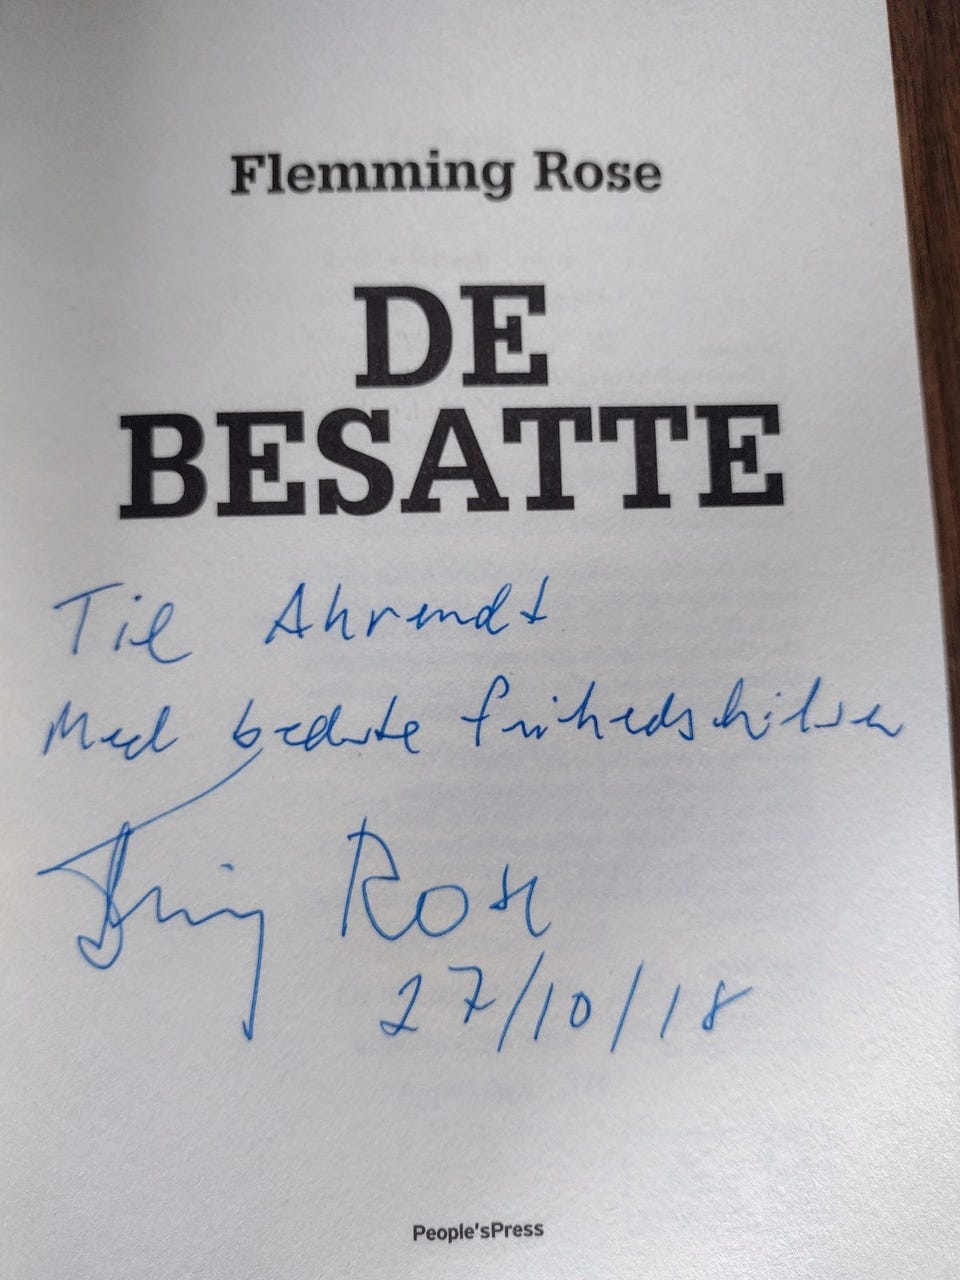 Flemming Rose
DE
BESATTE
Til Ahrendt
Med bedste frihedshilsen
Flemming Rose
27/10/18
People'sPress